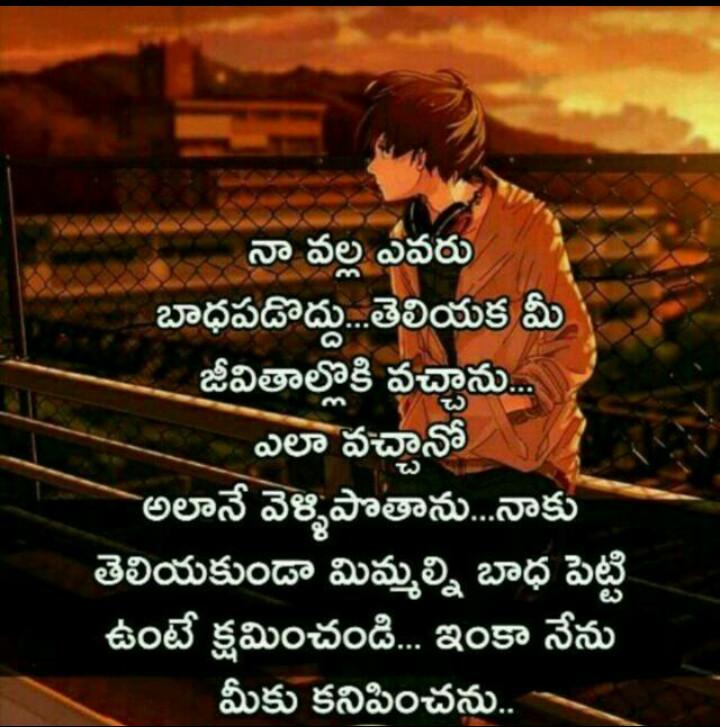 నా వల్ల ఎవరు
బాధపడొద్దు...తెలియక మీ
జీవితాల్లొకి వచ్చాను...
ఎలా వచ్చానో
అలానే వెళ్ళిపొతాను...నాకు
తెలియకుండా మిమ్మల్ని బాధ పెట్టి
ఉంటే క్షమించండి... ఇంకా నేను
మీకు కనిపించను..